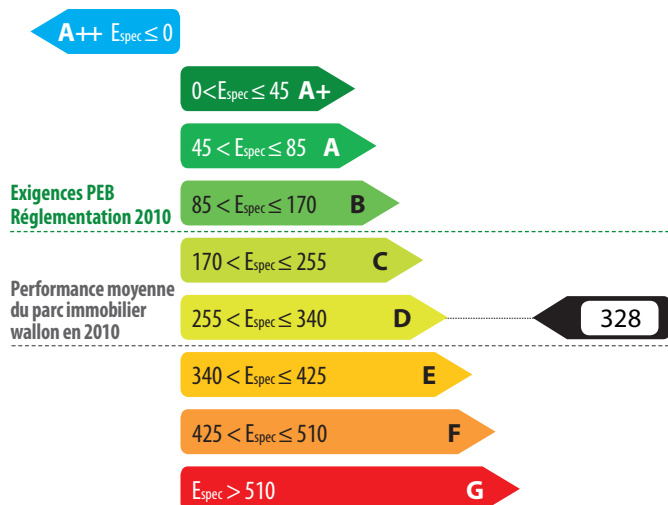 A++ Espec ≤ 0
0<Espec ≤ 45 A+
45 < Espec ≤ 85 A
Exigences PEB
Réglementation 2010
85 < Espec ≤ 170 B
170 < Espec ≤ 255 C
Performance moyenne
du parc immobilier
wallon en 2010
255 < Espec ≤ 340 D
328
340 < Espec ≤ 425 E
425 < Espec ≤ 510 F
Espec > 510 G